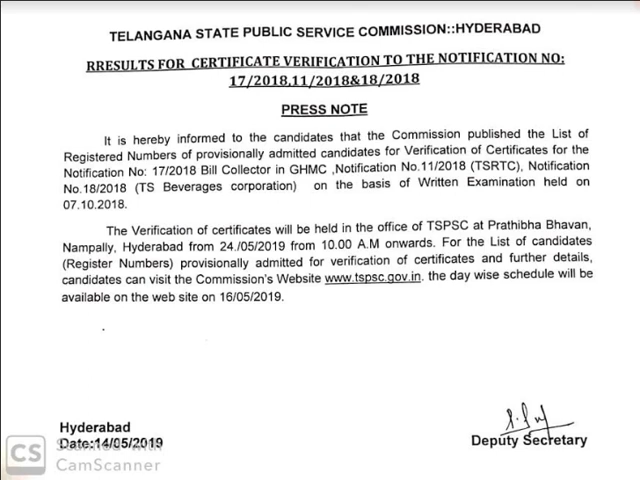 TELANGANA STATE PUBLIC SERVICE COMMISSION::HYDERABAD
RRESULTS FOR CERTIFICATE VERIFICATION TO THE NOTIFICATION NO:
17/2018,11/2018&18/2018
PRESS NOTE
It is hereby informed to the candidates that the Commission published the List of
Registered Numbers of provisionally admitted candidates for Verification of Certificates for the
Notification No: 17/2018 Bill Collector in GHMC ,Notification No.11/2018 (TSRTC), Notification
No.18/2018 (TS Beverages corporation) on the basis of Written Examination held on
07.10.2018.
The Verification of certificates will be held in the office of TSPSC at Prathibha Bhavan,
Nampally, Hyderabad from 24./05/2019 from 10.00 A.M onwards. For the List of candidates
(Register Numbers) provisionally admitted for verification of certificates and further details,
candidates can visit the Commission's Website www.tspsc.gov.in. the day wise schedule will be
available on the web site on 16/05/2019.
Hyderabad
Date:14/05/2019
Deputy Secretary
CS Scanned with
CamScanner